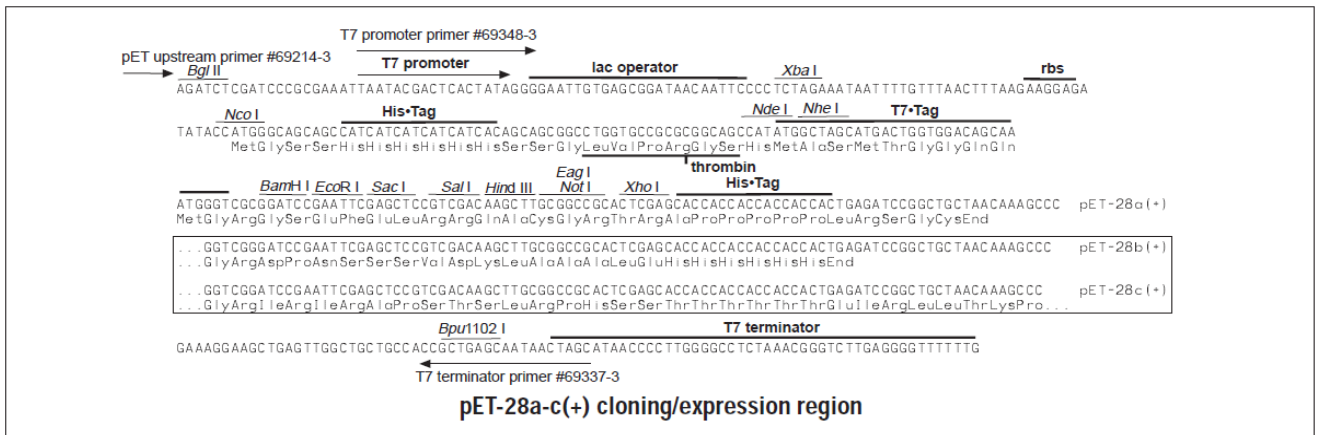 T7 promoter primer #69348-3
pET upstream primer #69214-3
Bgl II T7 promoter lac operator Xba I rbs
AGATCTCGATCCCGCGAAATTAATACGACTCACTATAGGGGAATTGTGAGCGGATAACAATTCCCCTCTAGAAATAATTTTGTTTAACTTTAAGAAGGAGA
Nco I His•Tag Nde I Nhe I T7•Tag
TATACCATGGGCAGCAGCCATCATCATCATCATCACAGCAGCGGCCTGGTGCCGCGCGGCAGCCATATGGCTAGCATGACTGGTGGACAGCAA
MetGlySerSerHisHisHisHisHisHisSerSerGlyLeuValProArgGlySerHisMetAlaSerMetThrGlyGlyGlnGln
thrombin
BamH I EcoR I Sac I Sal I Hind III Eag I Not I Xho I His•Tag
ATGGGTCGCGGATCCGAATTCGAGCTCCGTCGACAAGCTTGCGGCCGCACTCGAGCACCACCACCACCACCACTGAGATCCGGCTGCTAACAAAGCCC pET-28a(+)
MetGlyArgGlySerGluPheGluLeuArgArgGlnAlaCysGlyArgThrArgAlaProProProProProLeuArgSerGlyCysEnd
...GGTCGGGATCCGAATTCGAGCTCCGTCGACAAGCTTGCGGCCGCACTCGAGCACCACCACCACCACCACTGAGATCCGGCTGCTAACAAAGCCC pET-28b(+)
...GlyArgAspProAsnSerSerSerValAspLysLeuAlaAlaAlaLeuGluHisHisHisHisHisHisEnd
...GGTCGGATCCGAATTCGAGCTCCGTCGACAAGCTTGCGGCCGCACTCGAGCACCACCACCACCACCACTGAGATCCGGCTGCTAACAAAGCCC pET-28c(+)
...GlyArgIleArgIleArgAlaProSerThrSerLeuArgProHisSerSerThrThrThrThrThrThrGluIleArgLeuLeuThrLysPro...
Bpu1102 I T7 terminator
GAAAGGAAGCTGAGTTGGCTGCTGCCACCGCTGAGCAATAACTAGCATAACCCCTTGGGGCCTCTAAACGGGTCTTGAGGGGTTTTTTG
T7 terminator primer #69337-3
pET-28a-c(+) cloning/expression region